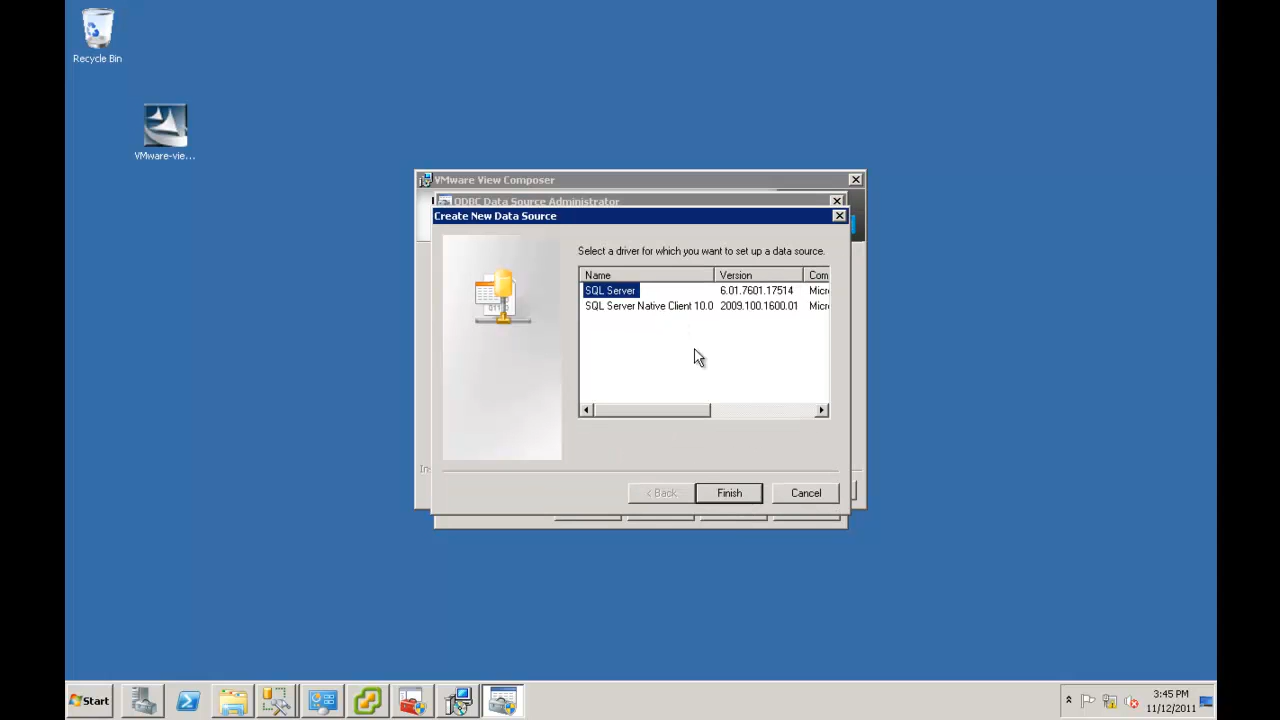 Recycle Bin
VMware-vie...
VMware View Composer
ODBC Data Source Administrator
Create New Data Source
Select a driver for which you want to set up a data source.
Name Version Com
SQL Server 6.01.7601.17514 Micr
SQL Server Native Client 10.0 2009.100.1600.01 Micr
In
< Back Finish Cancel
Start
3:45 PM
11/12/2011